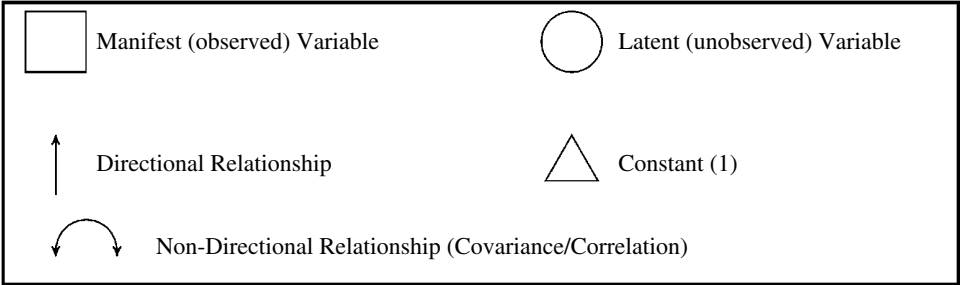 Manifest (observed) Variable
Latent (unobserved) Variable
Directional Relationship
Constant (1)
Non-Directional Relationship (Covariance/Correlation)